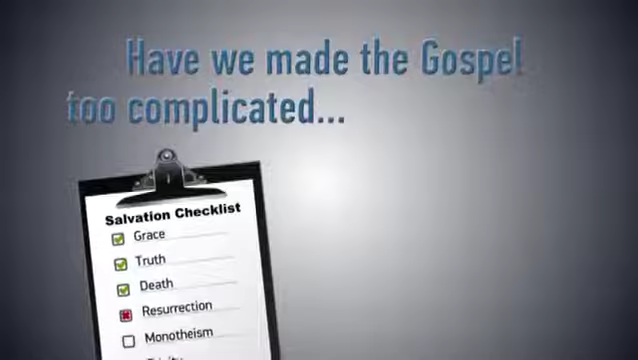 Have we made the Gospel
too complicated...
Salvation Checklist
Grace
Truth
Death
Resurrection
Monotheism